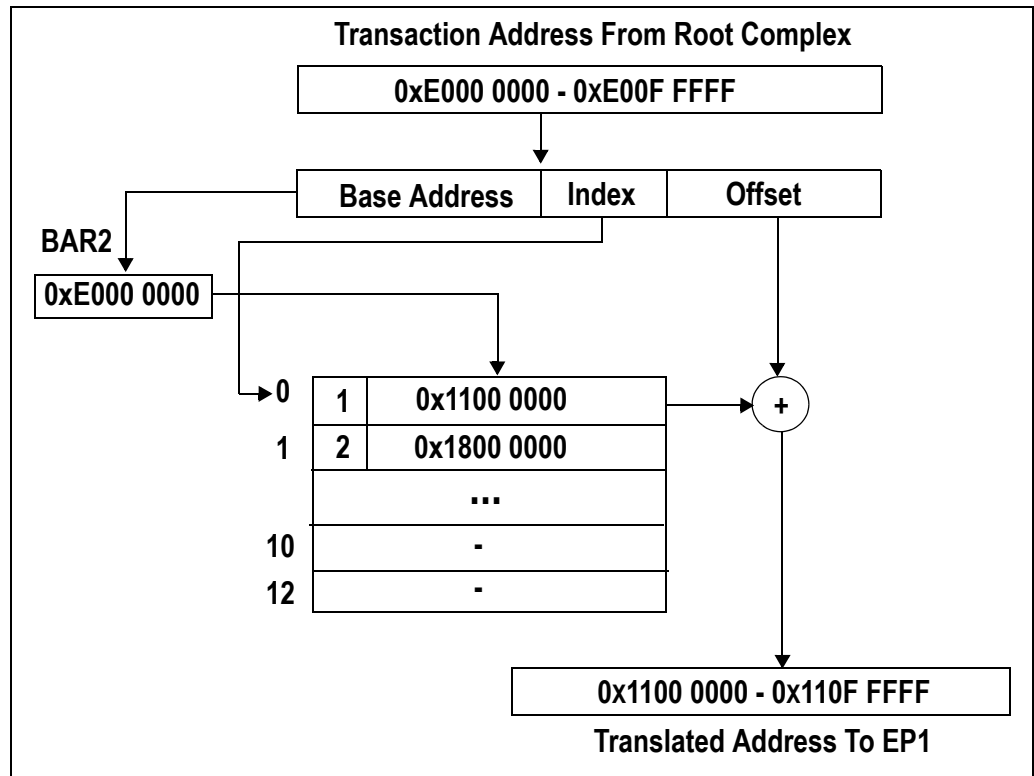 Transaction Address From Root Complex
0xE000 0000 - 0xE00F FFFF
Base Address Index Offset
BAR2
0xE000 0000
0 1 0x1100 0000 +
1 2 0x1800 0000
...
10 -
12 -
0x1100 0000 - 0x110F FFFF
Translated Address To EP1